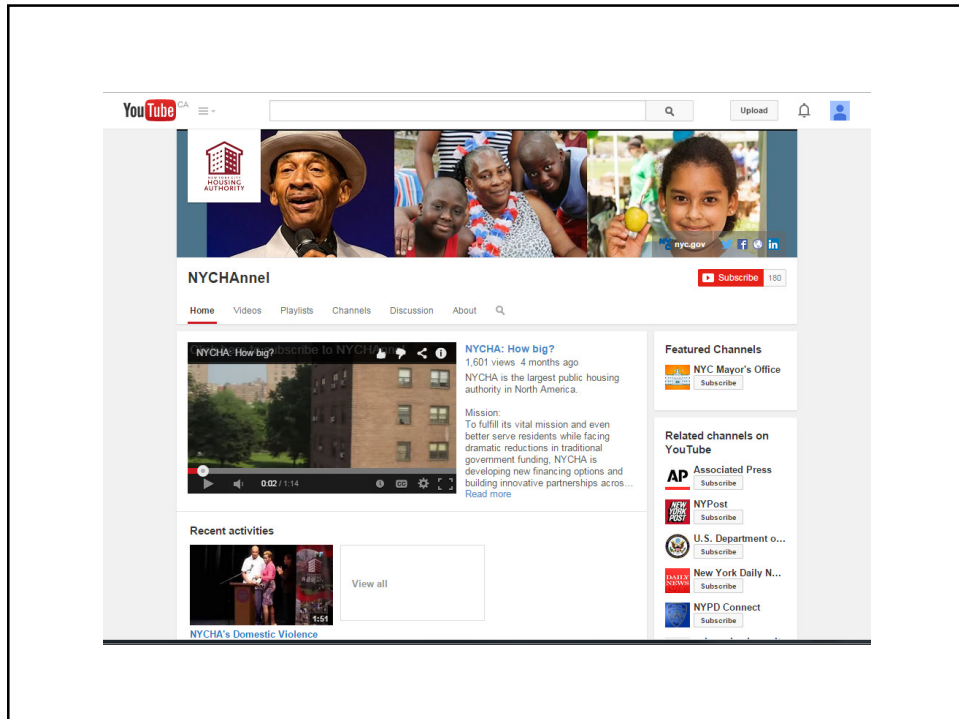 YouTube CA
Upload
NEW YORK CITY
HOUSING
AUTHORITY
nyc.gov
NYCHAnnel
Subscribe 180
Home Videos Playlists Channels Discussion About
NYCHA: How big?
0:02 / 1:14
CC
NYCHA: How big?
1,601 views 4 months ago
NYCHA is the largest public housing
authority in North America.
Mission:
To fulfill its vital mission and even
better serve residents while facing
dramatic reductions in traditional
government funding, NYCHA is
developing new financing options and
building innovative partnerships acros...
Read more
Recent activities
1:51
View all
NYCHA's Domestic Violence
Featured Channels
NYC Mayor's Office
Subscribe
Related channels on
YouTube
AP
Associated Press
Subscribe
NEW
YORK
POST
NYPost
Subscribe
U.S. Department o...
Subscribe
DAILY
NEWS
New York Daily N...
Subscribe
NYPD Connect
Subscribe